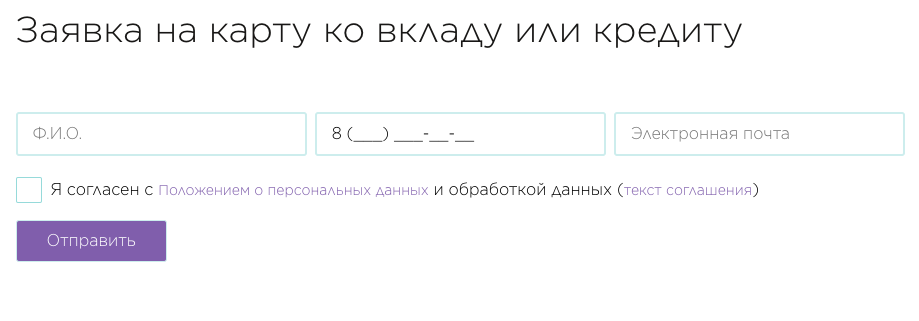 Заявка на карту ко вкладу или кредиту
Ф.И.О. 8 (___) ___-__-__ Электронная почта
Я согласен с Положением о персональных данных и обработкой данных (текст соглашения)
Отправить